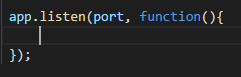 app.listen(port, function(){
});